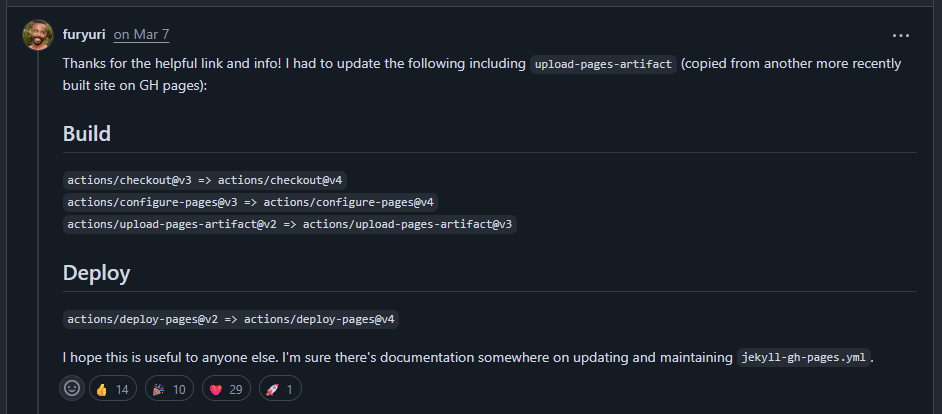 furyuri on Mar 7
Thanks for the helpful link and info! I had to update the following including upload-pages-artifact (copied from another more recently
built site on GH pages):
Build
actions/checkout@v3 => actions/checkout@v4
actions/configure-pages@v3 => actions/configure-pages@v4
actions/upload-pages-artifact@v2 => actions/upload-pages-artifact@v3
Deploy
actions/deploy-pages@v2 => actions/deploy-pages@v4
I hope this is useful to anyone else. I'm sure there's documentation somewhere on updating and maintaining jekyll-gh-pages.yml.
14 10 29 1